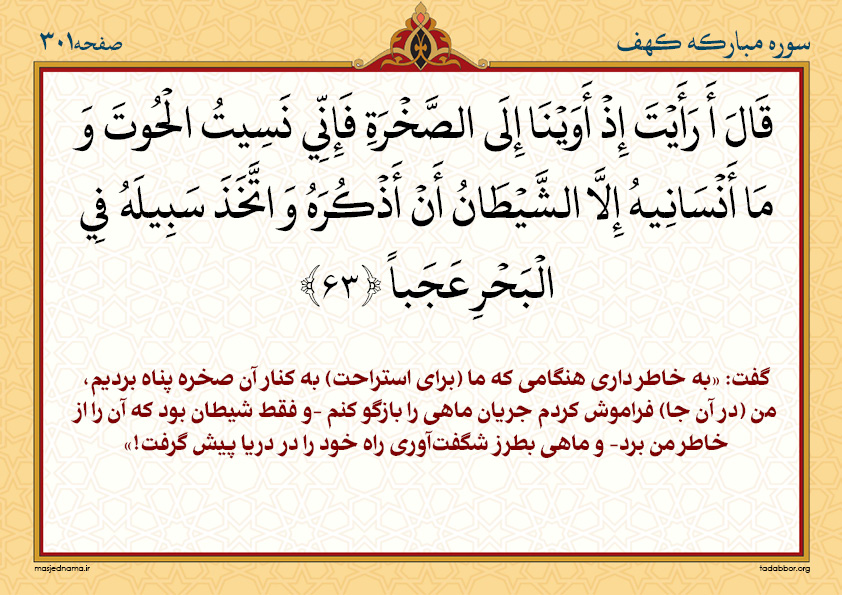 سوره مبارکه کهف
صفحه ۳۰۱
قَالَ أَ رَأَيْتَ إِذْ أَوَيْنَا إِلَى الصَّخْرَةِ فَإِنِّي نَسِيتُ الْحُوتَ وَ
مَا أَنْسَانِيهُ إِلَّا الشَّيْطَانُ أَنْ أَذْكُرَهُ وَ اتَّخَذَ سَبِيلَهُ فِي
الْبَحْرِ عَجَباً ﴿۶۳﴾
گفت: «به خاطر داری هنگامی که ما (برای استراحت) به کنار آن صخره پناه بردیم،
من (در آن جا) فراموش کردم جریان ماهی را بازگو کنم -و فقط شیطان بود که آن را از
خاطر من برد- و ماهی بطرز شگفت‌آوری راه خود را در دریا پیش گرفت!»
masjednama.ir
tadabbor.org